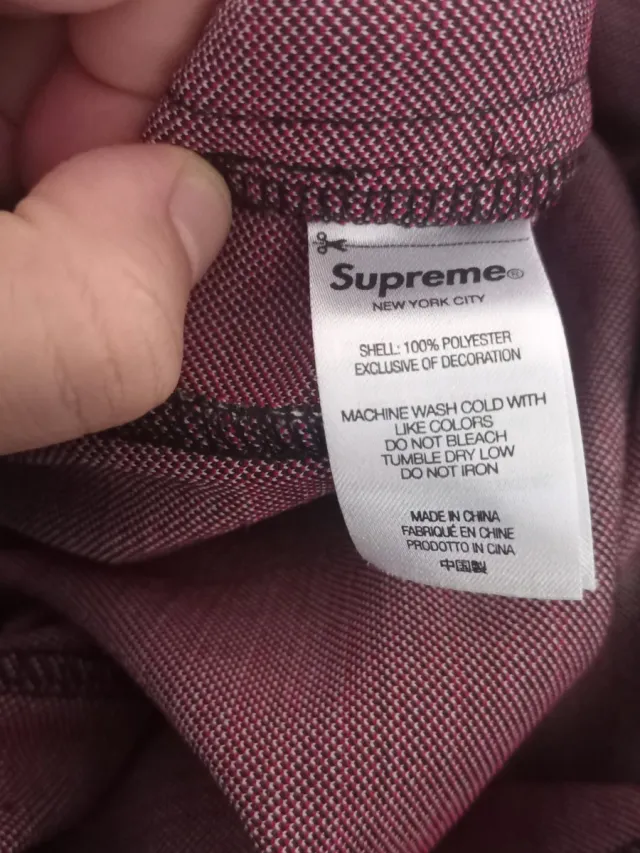 Supreme®
NEW YORK CITY
SHELL: 100% POLYESTER
EXCLUSIVE OF DECORATION
MACHINE WASH COLD WITH
LIKE COLORS
DO NOT BLEACH
TUMBLE DRY LOW
DO NOT IRON
MADE IN CHINA
FABRIQUÉ EN CHINE
PRODOTTO IN CINA
中国製